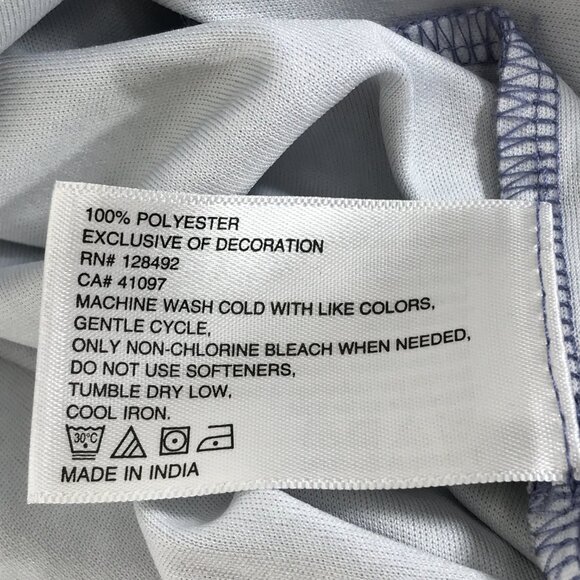 100% POLYESTER
EXCLUSIVE OF DECORATION
RN# 128492
CA# 41097
MACHINE WASH COLD WITH LIKE COLORS,
GENTLE CYCLE,
ONLY NON-CHLORINE BLEACH WHEN NEEDED,
DO NOT USE SOFTENERS,
TUMBLE DRY LOW,
COOL IRON.
30°C
MADE IN INDIA